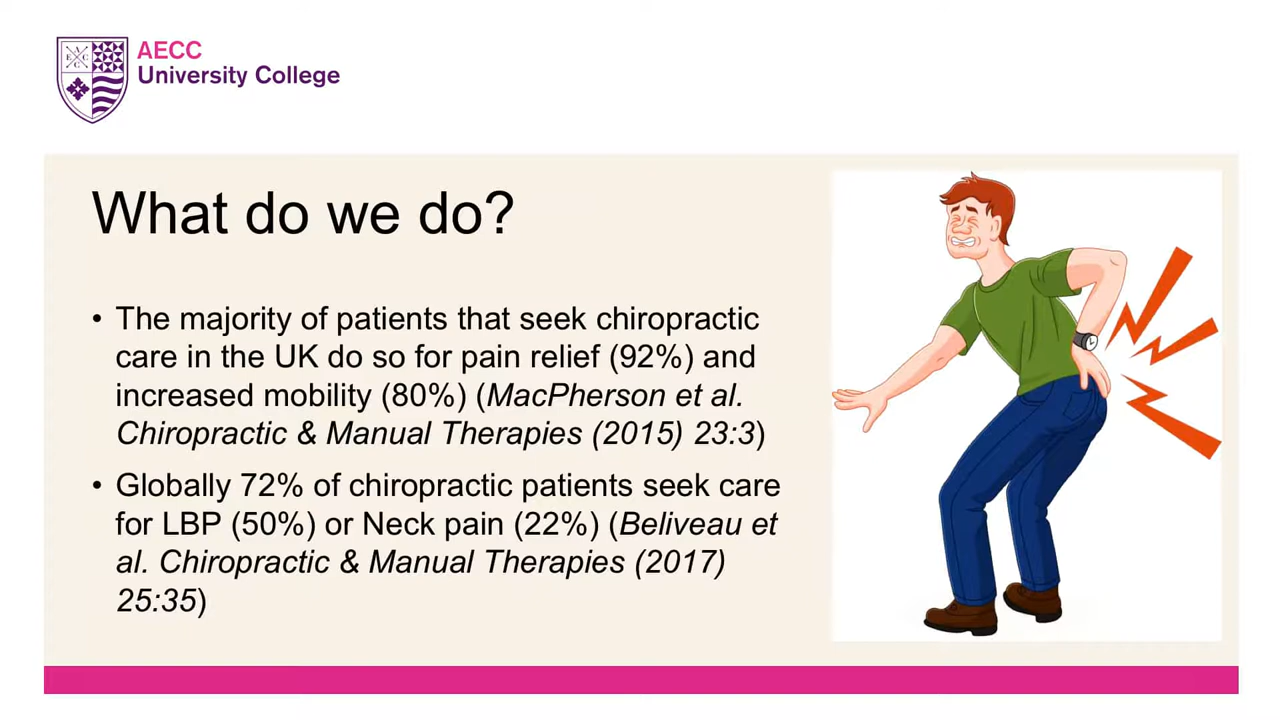 AECC
University College
What do we do?
• The majority of patients that seek chiropractic
care in the UK do so for pain relief (92%) and
increased mobility (80%) (MacPherson et al.
Chiropractic & Manual Therapies (2015) 23:3)
• Globally 72% of chiropractic patients seek care
for LBP (50%) or Neck pain (22%) (Beliveau et
al. Chiropractic & Manual Therapies (2017)
25:35)